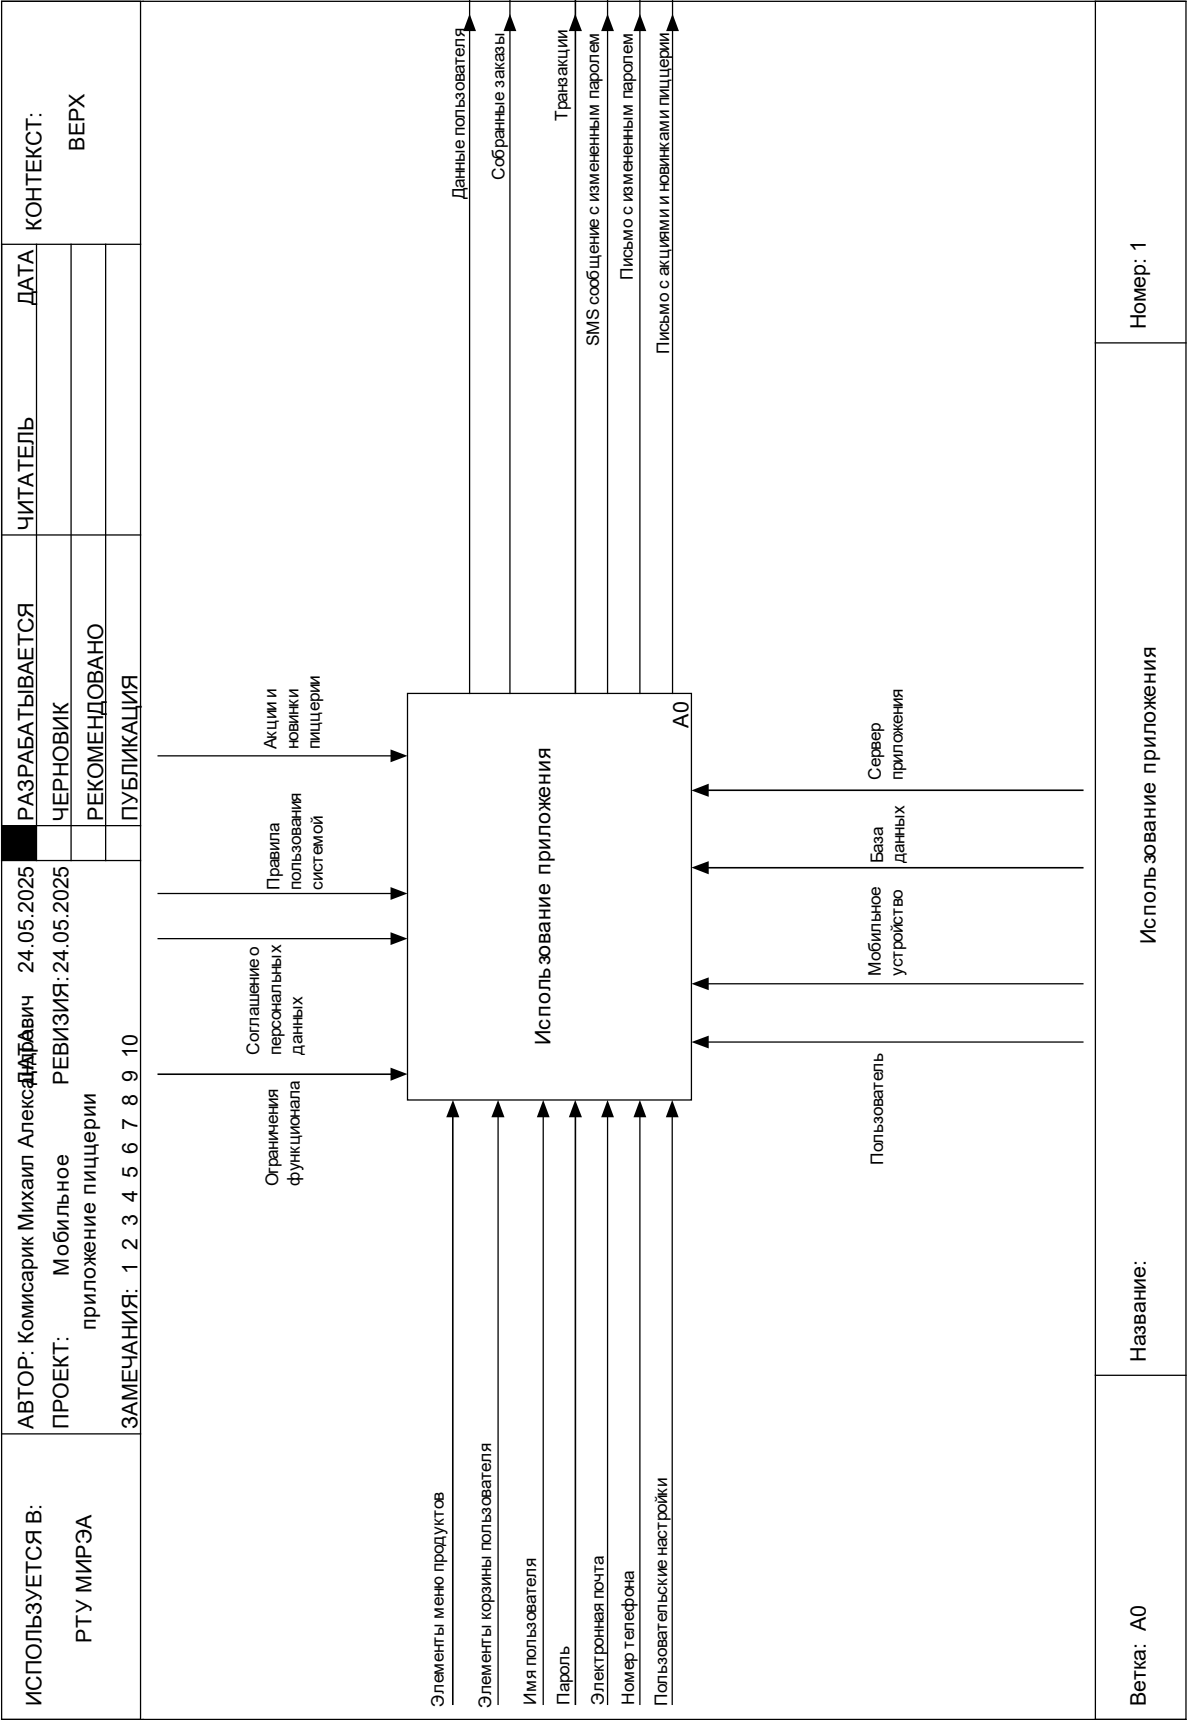 ИСПОЛЬЗУЕТСЯ В:
РТУ МИРЭА
АВТОР: Комисарик Михаил Александрович
ДАТА: 24.05.2025
ПРОЕКТ: Мобильное
приложение пиццерии
РЕВИЗИЯ: 24.05.2025
ЗАМЕЧАНИЯ: 1 2 3 4 5 6 7 8 9 10
РАЗРАБАТЫВАЕТСЯ
ЧЕРНОВИК
РЕКОМЕНДОВАНО
ПУБЛИКАЦИЯ
ЧИТАТЕЛЬ
ДАТА
КОНТЕКСТ:
ВЕРХ
Ограничения
функционала
Соглашение о
персональных
данных
Правила
пользования
системой
Акции и
новинки
пиццерии
Элементы меню продуктов
Элементы корзины пользователя
Имя пользователя
Пароль
Электронная почта
Номер телефона
Пользовательские настройки
Использование приложения
A0
Данные пользователя
Собранные заказы
Транзакции
SMS сообщение с измененным паролем
Письмо с измененным паролем
Письмо с акциями и новинками пиццерии
Пользователь
Мобильное
устройство
База
данных
Сервер
приложения
Ветка: A0
Название:
Использование приложения
Номер: 1